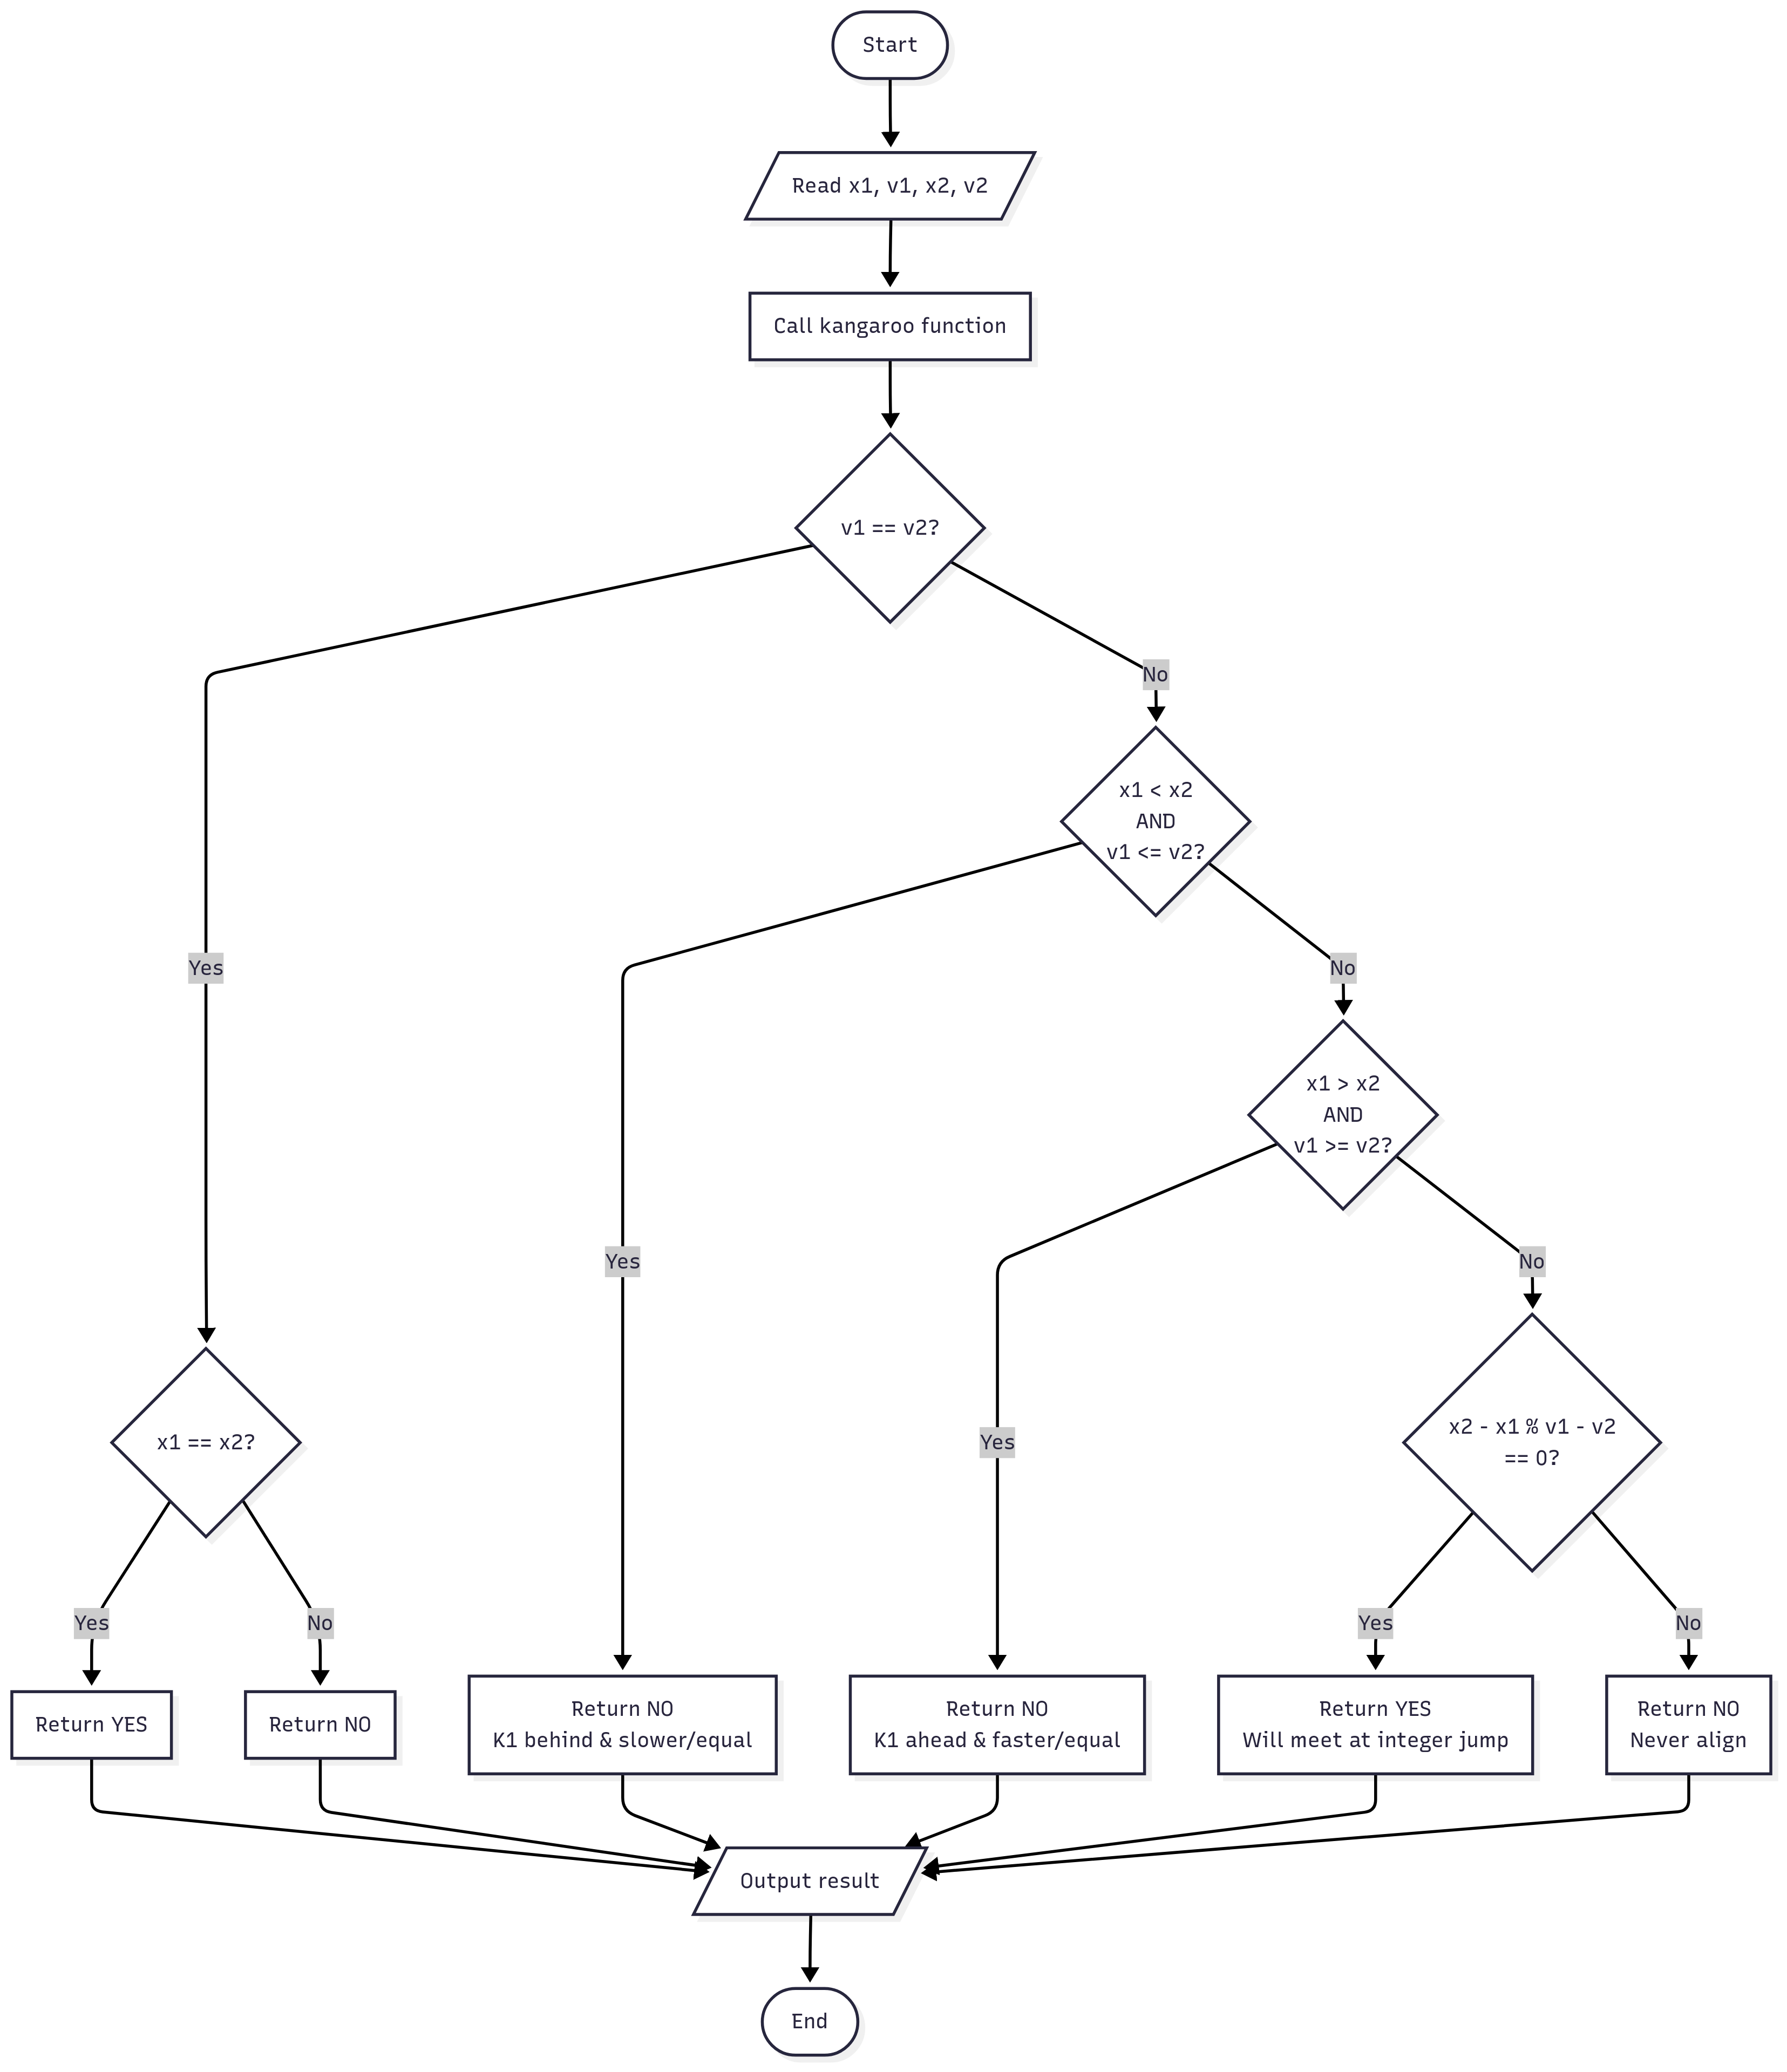 Start
Read x1, v1, x2, v2
Call kangaroo function
v1 == v2?
No
x1 < x2
AND
v1 <= v2?
Yes
No
x1 > x2
AND
v1 >= v2?
Yes
No
x1 == x2?
Yes
x2 - x1 % v1 - v2
== 0?
Yes
No
Yes
No
Return YES
Return NO
Return NO
K1 behind & slower/equal
Return NO
K1 ahead & faster/equal
Return YES
Will meet at integer jump
Return NO
Never align
Output result
End